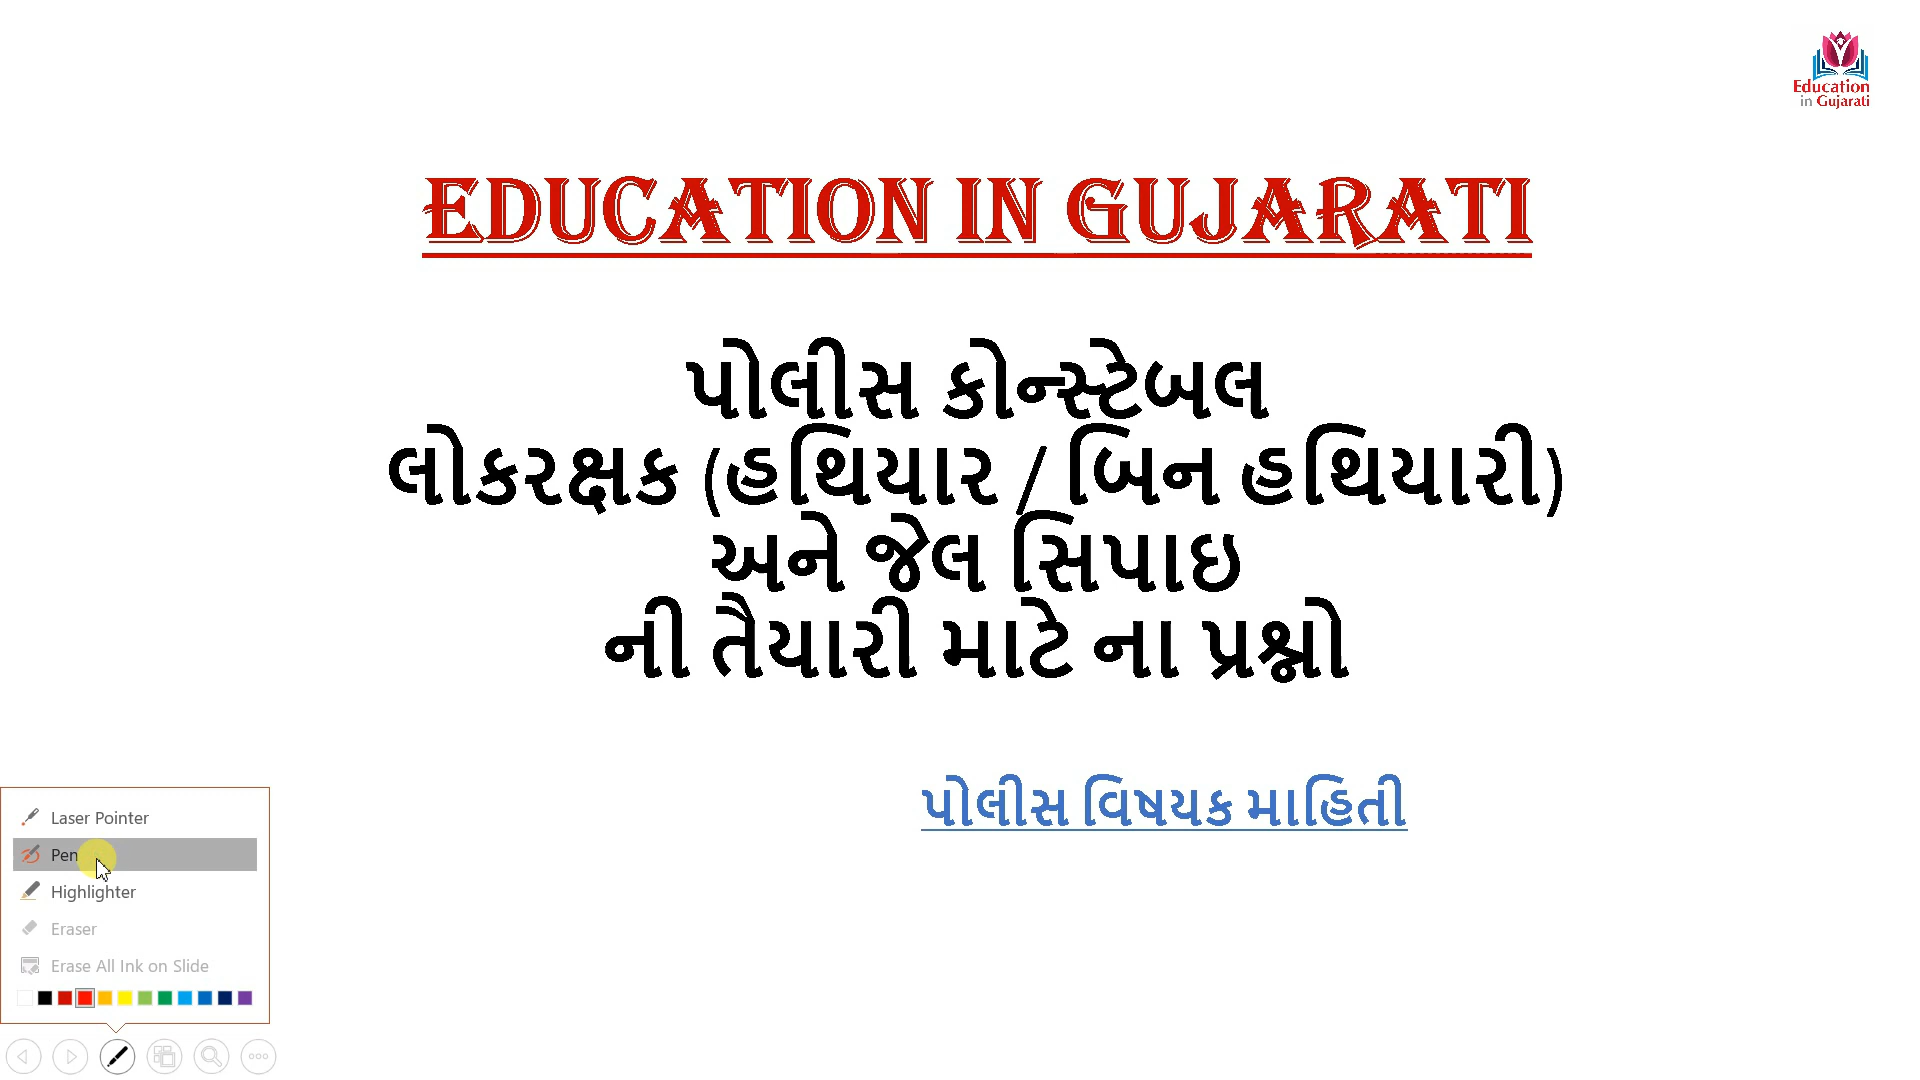 Education
in Gujarati
EDUCATION IN GUJARATI
પોલીસ કોન્સ્ટેબલ
લોકરક્ષક (હથિયાર / બિન હથિયારી)
અને જેલ સિપાઇ
ની તૈયારી માટે ના પ્રશ્નો
પોલીસ વિષયક માહિતી
Laser Pointer
Pen
Highlighter
Eraser
Erase All Ink on Slide